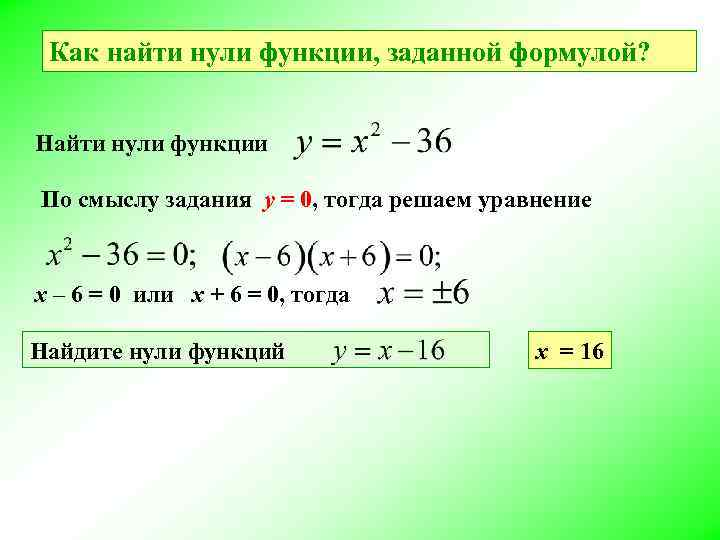 Как найти нули функции, заданной формулой?
Найти нули функции y = x² − 36
По смыслу задания у = 0, тогда решаем уравнение
x² − 36 = 0; (x − 6)(x + 6) = 0;
х – 6 = 0 или х + 6 = 0, тогда x = ±6
Найдите нули функций y = x − 16 х = 16